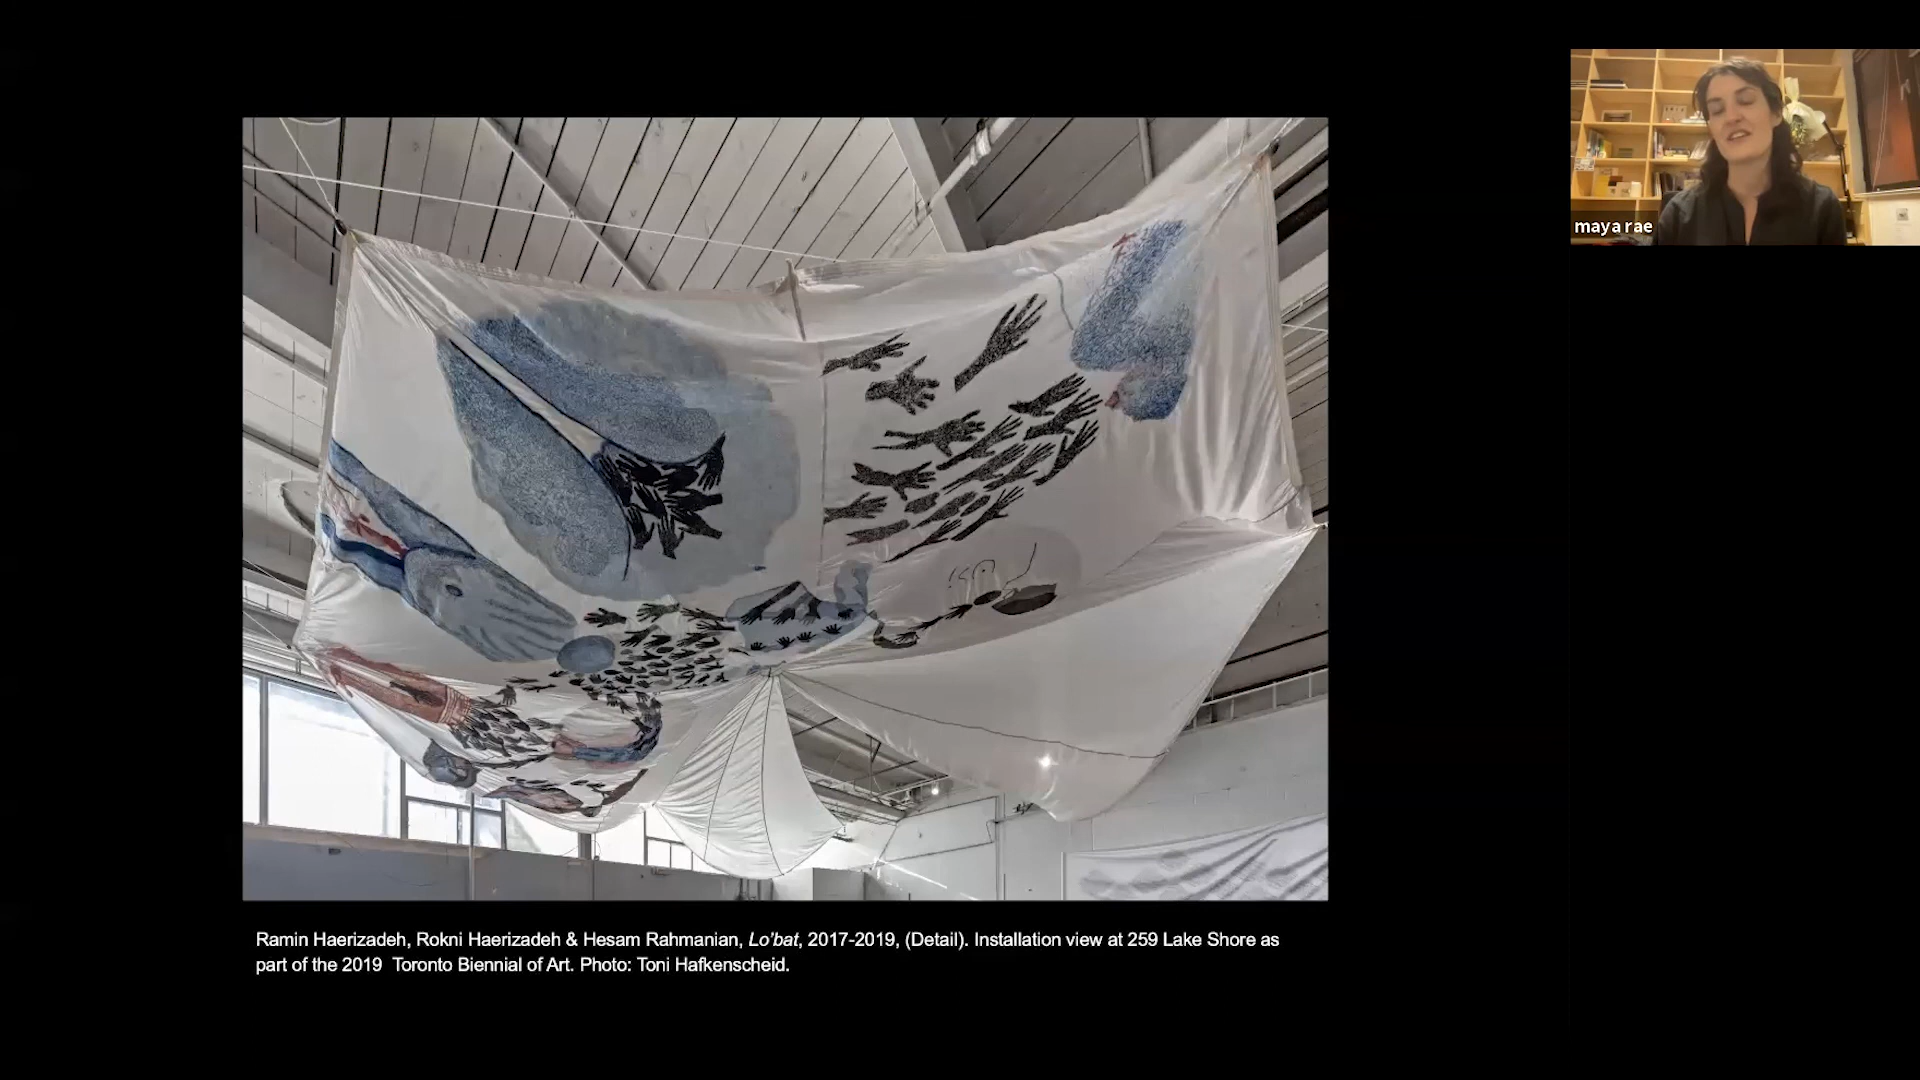 maya rae
Ramin Haerizadeh, Rokni Haerizadeh & Hesam Rahmanian, Lo’bat, 2017-2019, (Detail). Installation view at 259 Lake Shore as
part of the 2019 Toronto Biennial of Art. Photo: Toni Hafkenscheid.